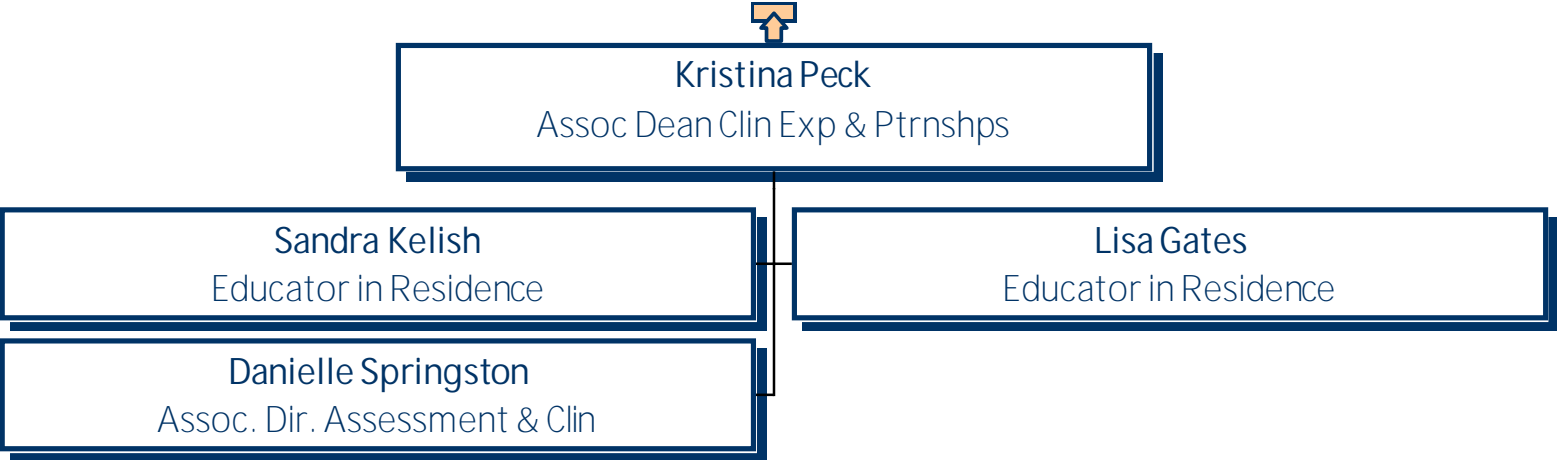 Kristina Peck
Assoc Dean Clin Exp & Ptrnshps
Sandra Kelish
Educator in Residence
Lisa Gates
Educator in Residence
Danielle Springston
Assoc. Dir. Assessment & Clin